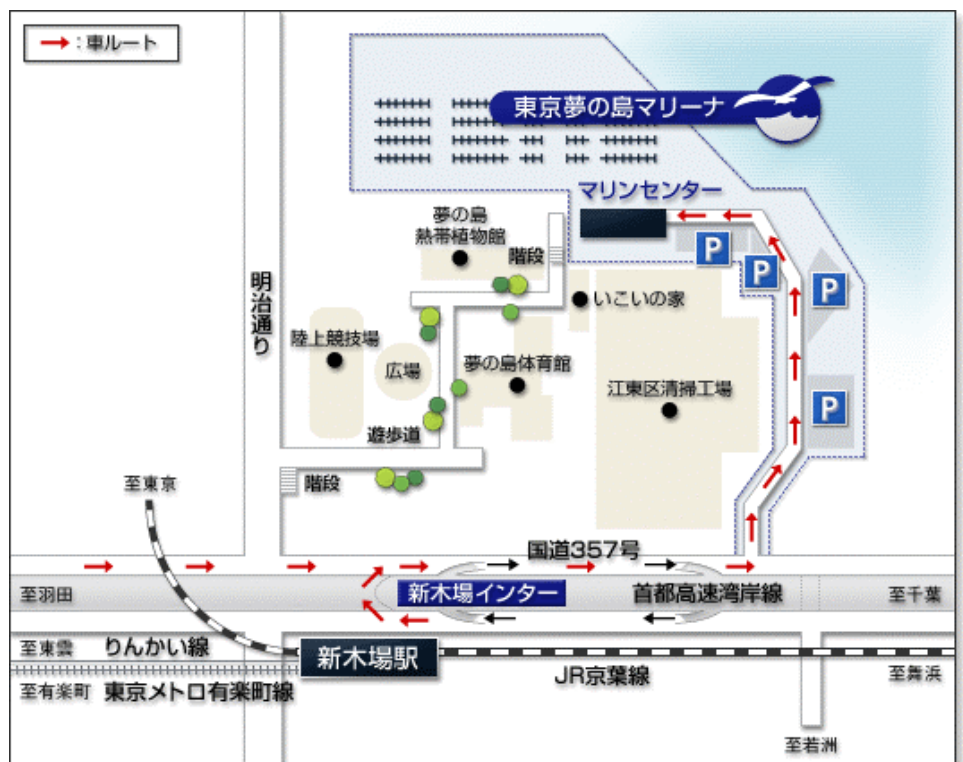 :車ルート
東京夢の島マリーナ
マリンセンター
夢の島
熱帯植物館
階段
P
P
P
いこいの家
明治通り
陸上競技場
広場
夢の島体育館
江東区清掃工場
P
遊歩道
階段
至東京
国道357号
至羽田
新木場インター
首都高速湾岸線
至千葉
至東雲
りんかい線
新木場駅
JR京葉線
至舞浜
至有楽町
東京メトロ有楽町線
至若洲